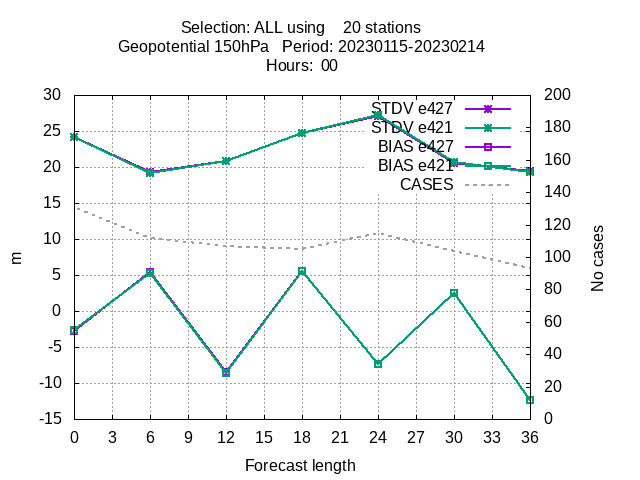 Selection: ALL using    20 stations
Geopotential 150hPa   Period: 20230115-20230214
Hours:  00
30
25
20
15
10
5
0
-5
-10
-15
m
STDV e427
STDV e421
BIAS e427
BIAS e421
CASES
200
180
160
140
120
100
80
60
40
20
0
No cases
0 3 6 9 12 15 18 21 24 27 30 33 36
Forecast length